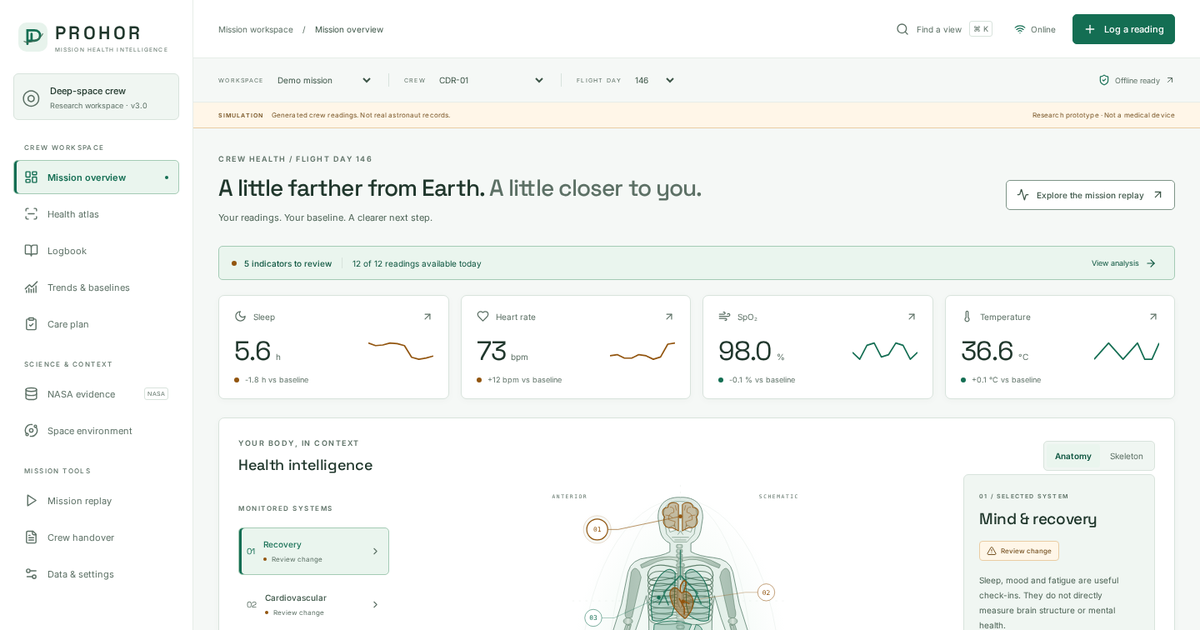 PROHOR
MISSION HEALTH INTELLIGENCE
Deep-space crew
Research workspace · v3.0
CREW WORKSPACE
Mission overview
Health atlas
Logbook
Trends & baselines
Care plan
SCIENCE & CONTEXT
NASA evidence NASA
Space environment
MISSION TOOLS
Mission replay
Crew handover
Data & settings
Mission workspace / Mission overview
Find a view ⌘ K
Online
+ Log a reading
WORKSPACE Demo mission CREW CDR-01 FLIGHT DAY 146
Offline ready
SIMULATION Generated crew readings. Not real astronaut records.
Research prototype · Not a medical device
CREW HEALTH / FLIGHT DAY 146
A little farther from Earth. A little closer to you.
Your readings. Your baseline. A clearer next step.
Explore the mission replay
5 indicators to review 12 of 12 readings available today
View analysis
Sleep
5.6 h
-1.8 h vs baseline
Heart rate
73 bpm
+12 bpm vs baseline
SpO₂
98.0 %
-0.1 % vs baseline
Temperature
36.6 °C
+0.1 °C vs baseline
YOUR BODY, IN CONTEXT
Health intelligence
Anatomy Skeleton
MONITORED SYSTEMS
01 Recovery
Review change
02 Cardiovascular
Review change
ANTERIOR SCHEMATIC
01
02
03
01 / SELECTED SYSTEM
Mind & recovery
Review change
Sleep, mood and fatigue are useful
check-ins. They do not directly
measure brain structure or mental
health.